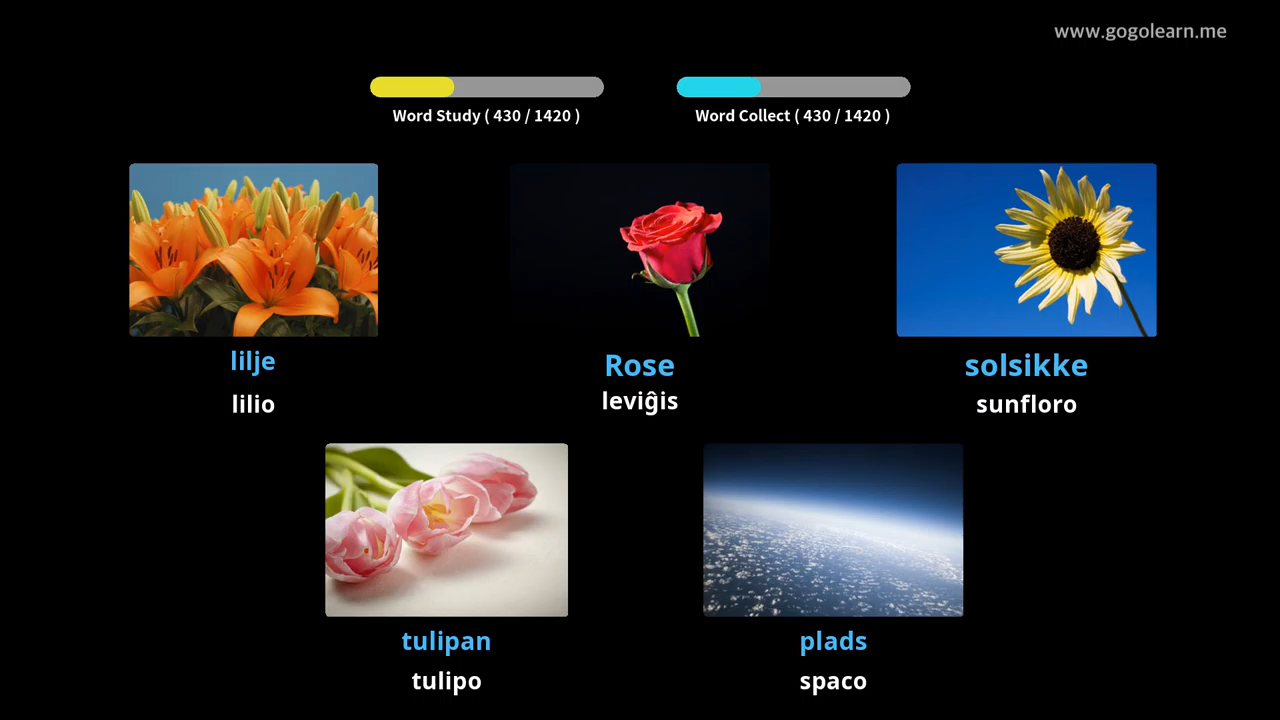 www.gogolearn.me
Word Study ( 430 / 1420 )
Word Collect ( 430 / 1420 )
lilje
lilio
Rose
leviĝis
solsikke
sunfloro
tulipan
tulipo
plads
spaco